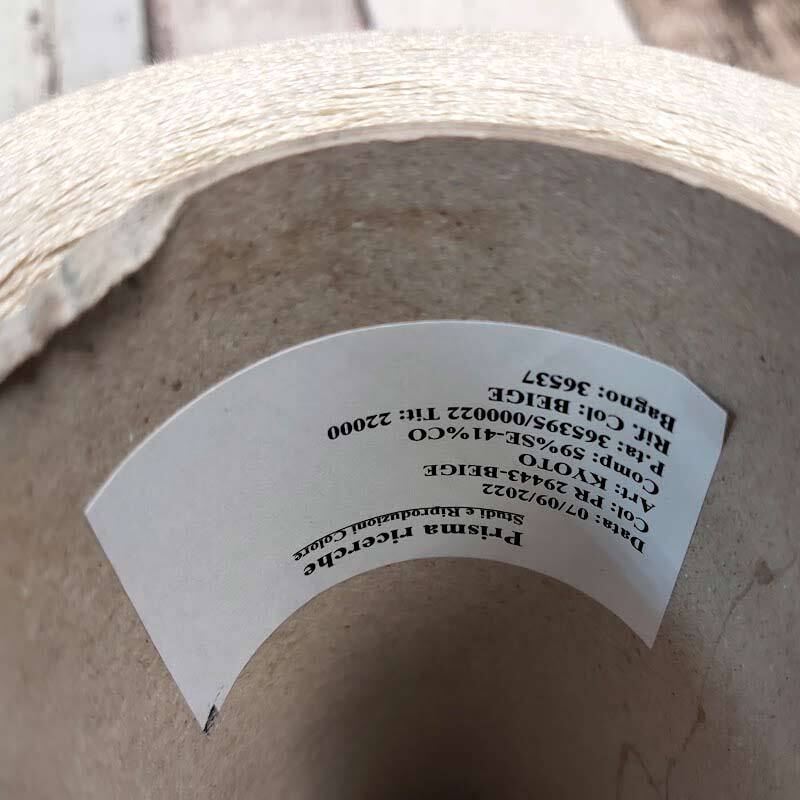 Prisma ricerche
Studi e Riproduzioni Colore
Data: 07/09/2022
Col: PR 29443-BEIGE
Art: KYOTO
Comp: 59%SE-41%CO
P.ta: 365395/000022 Tit: 22000
Rif. Col: BEIGE
Bagno: 36537